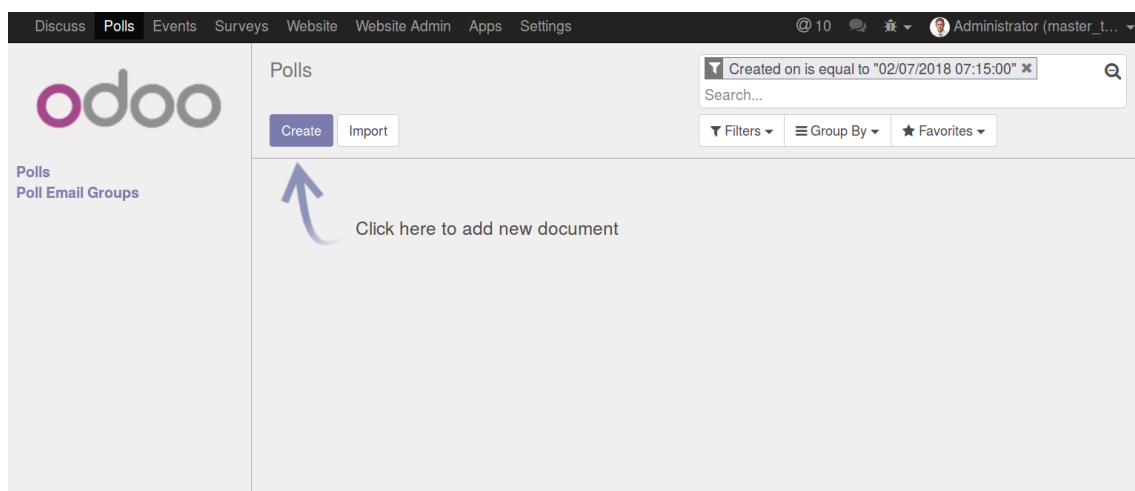 Discuss Polls Events Surveys Website Website Admin Apps Settings @ 10 Administrator (master_t...
odoo
Polls
Poll Email Groups
Polls
Created on is equal to "02/07/2018 07:15:00" ✖
Search...
Create Import
Filters Group By Favorites
Click here to add new document